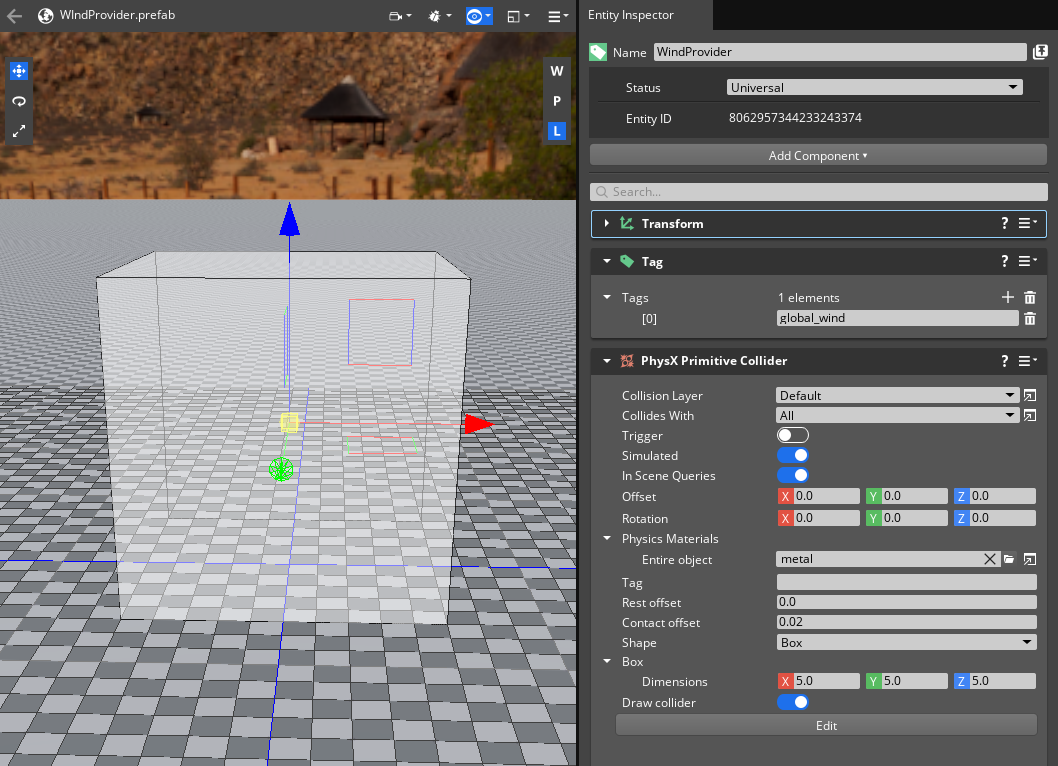 WIndProvider.prefab
Entity Inspector
Name WindProvider
Status Universal
Entity ID 8062957344233243374
Add Component
Search...
W
P
L
Transform ?
Tag ?
Tags 1 elements
[0] global_wind
PhysX Primitive Collider ?
Collision Layer Default
Collides With All
Trigger
Simulated
In Scene Queries
Offset X 0.0 Y 0.0 Z 0.0
Rotation X 0.0 Y 0.0 Z 0.0
Physics Materials
Entire object metal
Tag
Rest offset 0.0
Contact offset 0.02
Shape Box
Box
Dimensions X 5.0 Y 5.0 Z 5.0
Draw collider
Edit